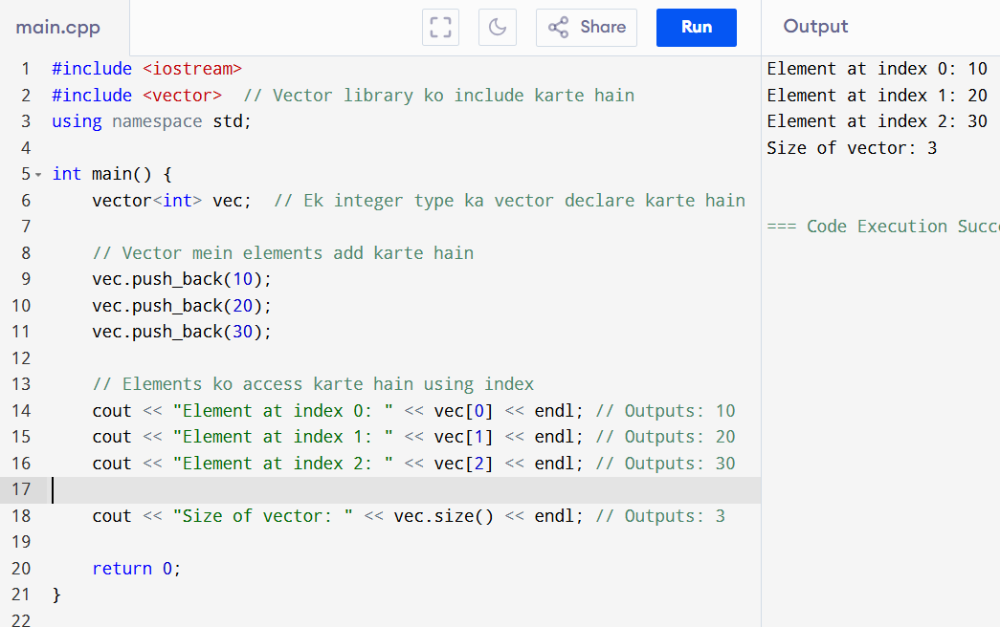 main.cpp
Share
Run
Output
1 #include <iostream>
2 #include <vector>  // Vector library ko include karte hain
3 using namespace std;
4
5 int main() {
6     vector<int> vec;  // Ek integer type ka vector declare karte hain
7
8     // Vector mein elements add karte hain
9     vec.push_back(10);
10     vec.push_back(20);
11     vec.push_back(30);
12
13     // Elements ko access karte hain using index
14     cout << "Element at index 0: " << vec[0] << endl; // Outputs: 10
15     cout << "Element at index 1: " << vec[1] << endl; // Outputs: 20
16     cout << "Element at index 2: " << vec[2] << endl; // Outputs: 30
17
18     cout << "Size of vector: " << vec.size() << endl; // Outputs: 3
19
20     return 0;
21 }
22
Element at index 0: 10
Element at index 1: 20
Element at index 2: 30
Size of vector: 3
=== Code Execution